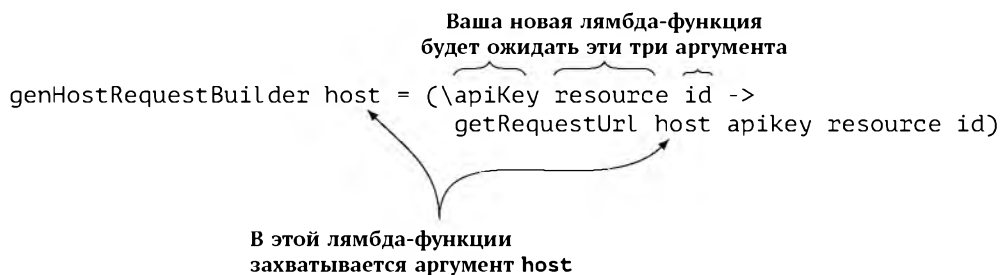 Ваша новая лямбда-функция
будет ожидать эти три аргумента
genHostRequestBuilder host = (\apiKey resource id ->
getRequestUrl host apikey resource id)
В этой лямбда-функции
захватывается аргумент host